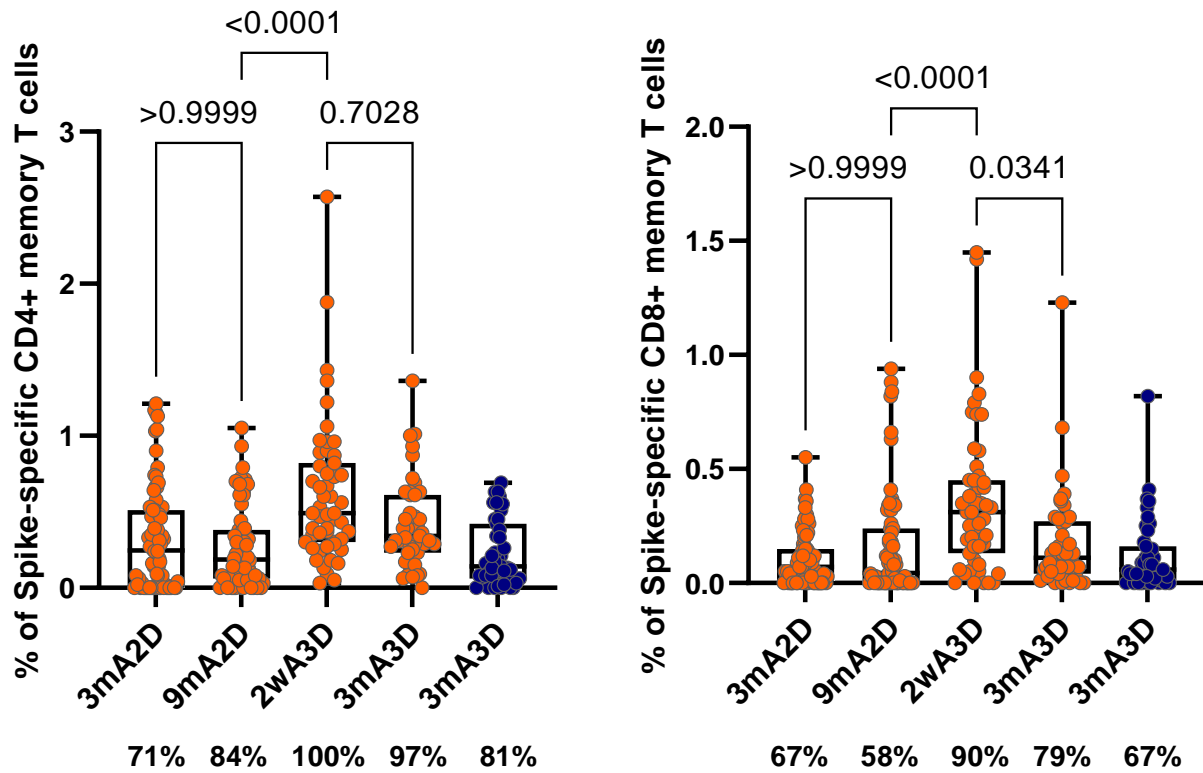 % of Spike-specific CD4+ memory T cells
<0.0001
>0.9999
0.7028
3
2
1
0
3mA2D
9mA2D
2wA3D
3mA3D
3mA3D
71% 84% 100% 97% 81%
% of Spike-specific CD8+ memory T cells
<0.0001
>0.9999
0.0341
2.0
1.5
1.0
0.5
0.0
3mA2D
9mA2D
2wA3D
3mA3D
3mA3D
67% 58% 90% 79% 67%